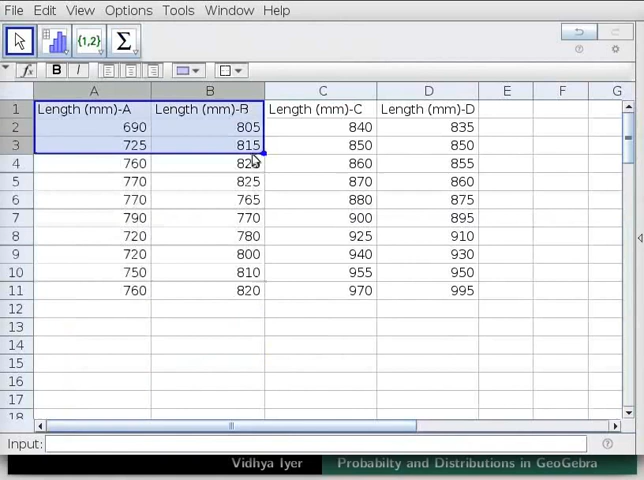 File Edit View Options Tools Window Help
{1,2} Σ
fx B I
A B C D E F G
1 Length (mm)-A Length (mm)-B Length (mm)-C Length (mm)-D
2 690 805 840 835
3 725 815 850 850
4 760 860 855
5 770 825 870 860
6 770 765 880 875
7 790 770 900 895
8 720 780 925 910
9 720 800 940 930
10 750 810 955 950
11 760 820 970 995
12
13
14
15
16
17
18
Input:
Vidhya Iyer Probabilty and Distributions in GeoGebra